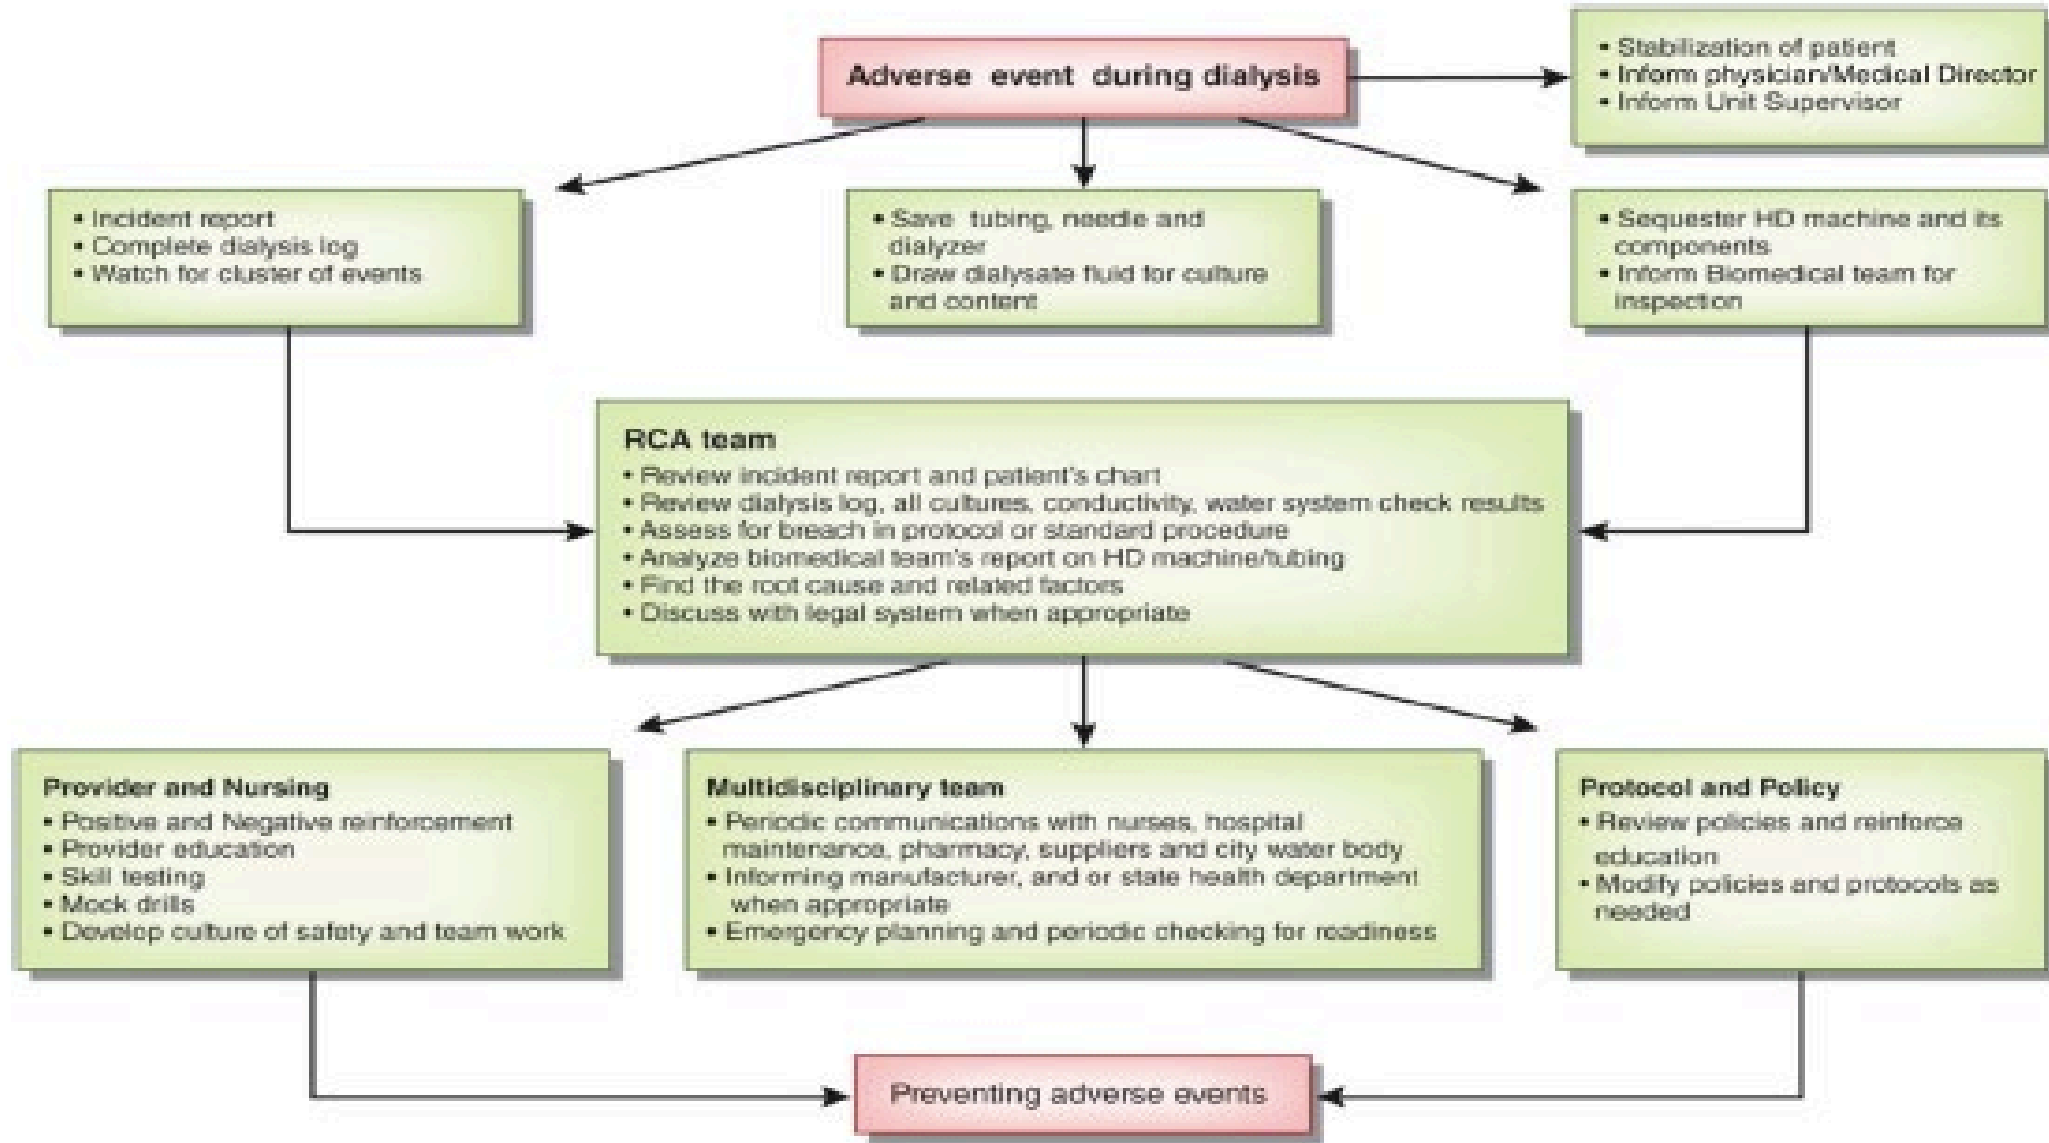 Adverse event during dialysis
• Stabilization of patient
• Inform physician/Medical Director
• Inform Unit Supervisor
• Incident report
• Complete dialysis log
• Watch for cluster of events
• Save tubing, needle and
dialyzer
• Draw dialysate fluid for culture
and content
• Sequester HD machine and its
components
• Inform Biomedical team for
inspection
RCA team
• Review incident report and patient's chart
• Review dialysis log, all cultures, conductivity, water system check results
• Assess for breach in protocol or standard procedure
• Analyze biomedical team's report on HD machine/tubing
• Find the root cause and related factors
• Discuss with legal system when appropriate
Provider and Nursing
• Positive and Negative reinforcement
• Provider education
• Skill testing
• Mock drills
• Develop culture of safety and team work
Multidisciplinary team
• Periodic communications with nurses, hospital
maintenance, pharmacy, suppliers and city water body
• Informing manufacturer, and or state health department
when appropriate
• Emergency planning and periodic checking for readiness
Protocol and Policy
• Review policies and reinforce
education
• Modify policies and protocols as
needed
Preventing adverse events